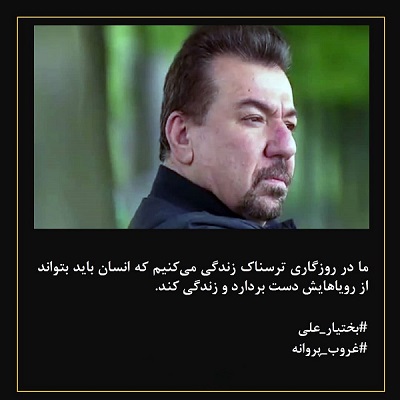 ما در روزگاری ترسناک زندگی می‌کنیم که انسان باید بتواند
از رویاهایش دست بردارد و زندگی کند.
#بختیار_علی
#غروب_پروانه